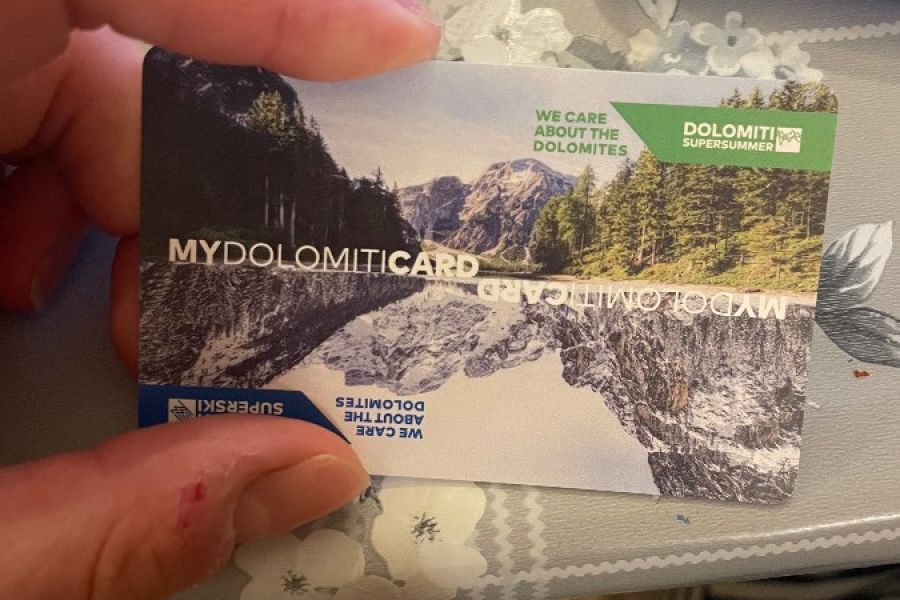 WE CARE
ABOUT THE
DOLOMITES
DOLOMITI
SUPERSUMMER
MYDOLOMITICARD
MYDOLOMITICARD
WE CARE
ABOUT THE
DOLOMITES
SUPERSKI